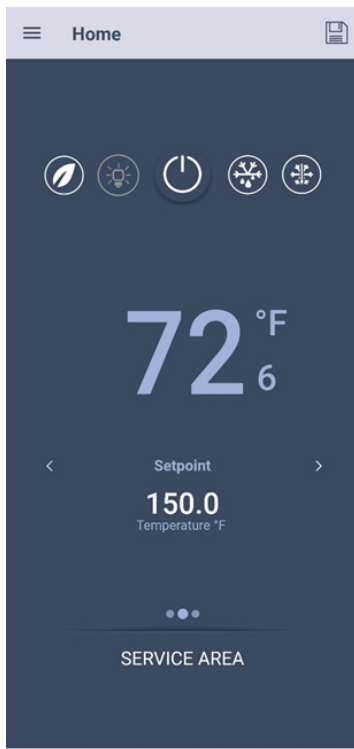 Home
72 °F
6
Setpoint
150.0
Temperature °F
SERVICE AREA